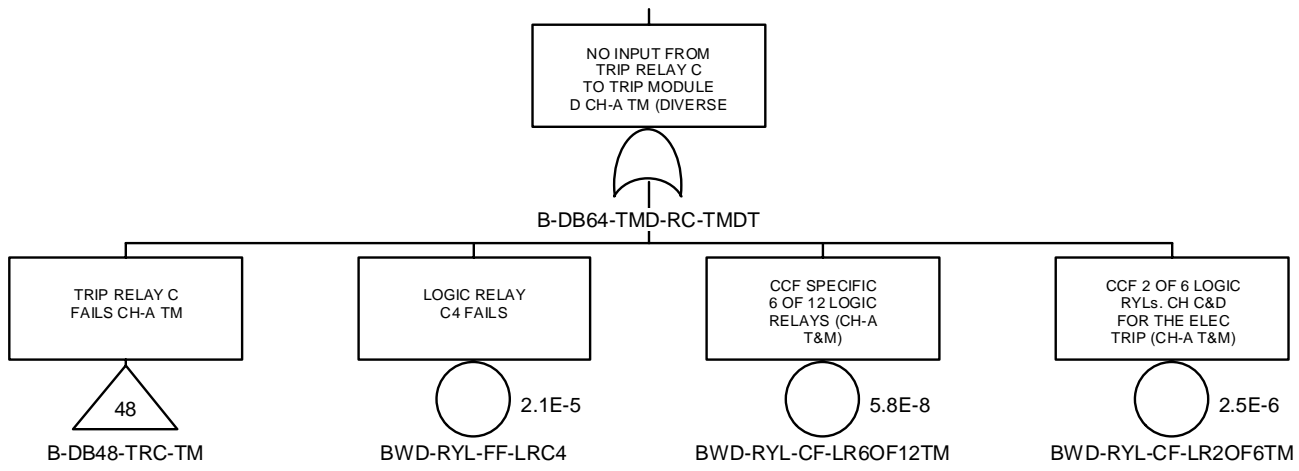 NO INPUT FROM
TRIP RELAY C
TO TRIP MODULE
D CH-A TM (DIVERSE
B-DB64-TMD-RC-TMDT
TRIP RELAY C
FAILS CH-A TM
48
B-DB48-TRC-TM
LOGIC RELAY
C4 FAILS
2.1E-5
BWD-RYL-FF-LRC4
CCF SPECIFIC
6 OF 12 LOGIC
RELAYS (CH-A
T&M)
5.8E-8
BWD-RYL-CF-LR6OF12TM
CCF 2 OF 6 LOGIC
RYLs. CH C&D
FOR THE ELEC
TRIP (CH-A T&M)
2.5E-6
BWD-RYL-CF-LR2OF6TM